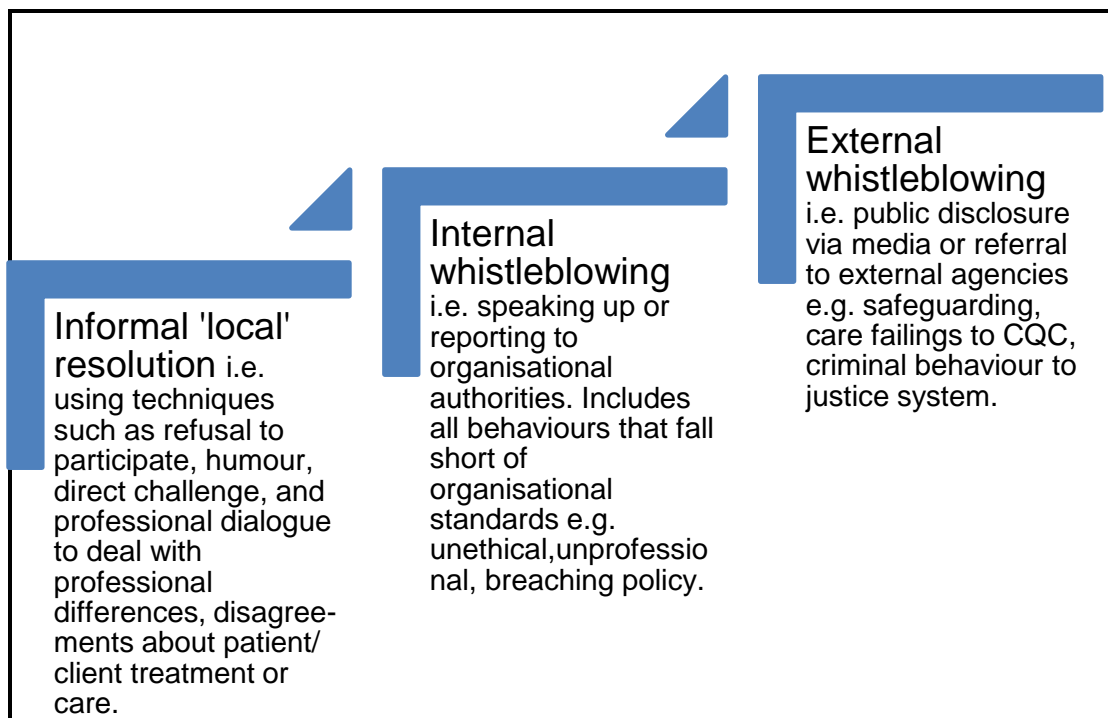 Informal 'local'
resolution i.e.
using techniques
such as refusal to
participate, humour,
direct challenge, and
professional dialogue
to deal with
professional
differences, disagree-
ments about patient/
client treatment or
care.
Internal
whistleblowing
i.e. speaking up or
reporting to
organisational
authorities. Includes
all behaviours that fall
short of
organisational
standards e.g.
unethical,unprofessio
nal, breaching policy.
External
whistleblowing
i.e. public disclosure
via media or referral
to external agencies
e.g. safeguarding,
care failings to CQC,
criminal behaviour to
justice system.